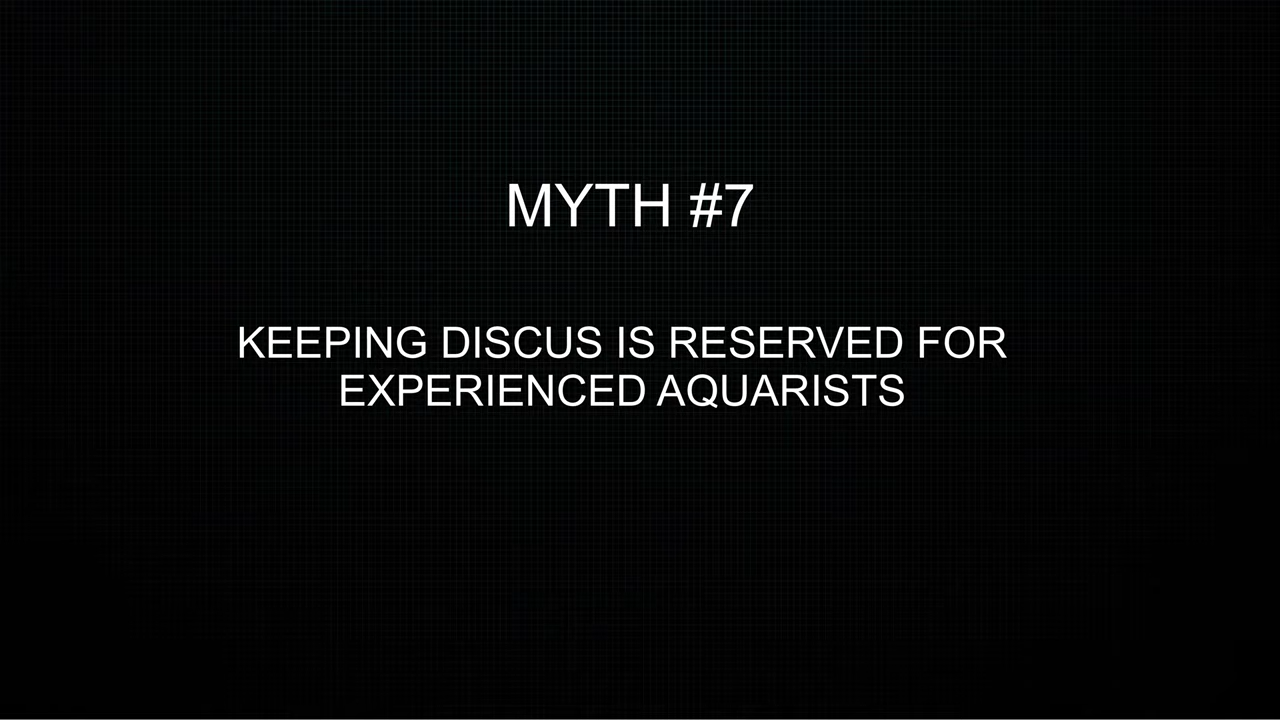 MYTH #7
KEEPING DISCUS IS RESERVED FOR
EXPERIENCED AQUARISTS